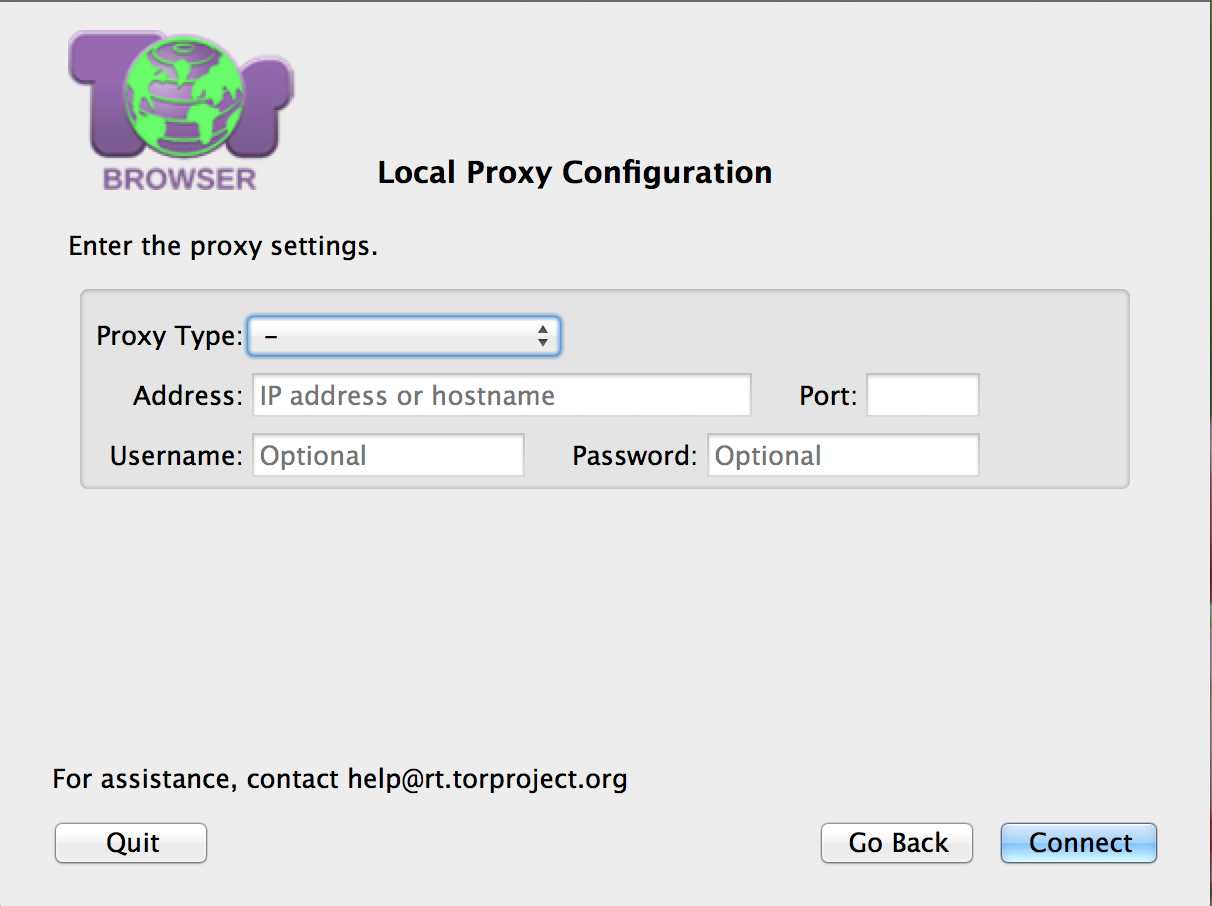 Tor
BROWSER
Local Proxy Configuration
Enter the proxy settings.
Proxy Type: –
Address: IP address or hostname Port:
Username: Optional Password: Optional
For assistance, contact help@rt.torproject.org
Quit Go Back Connect